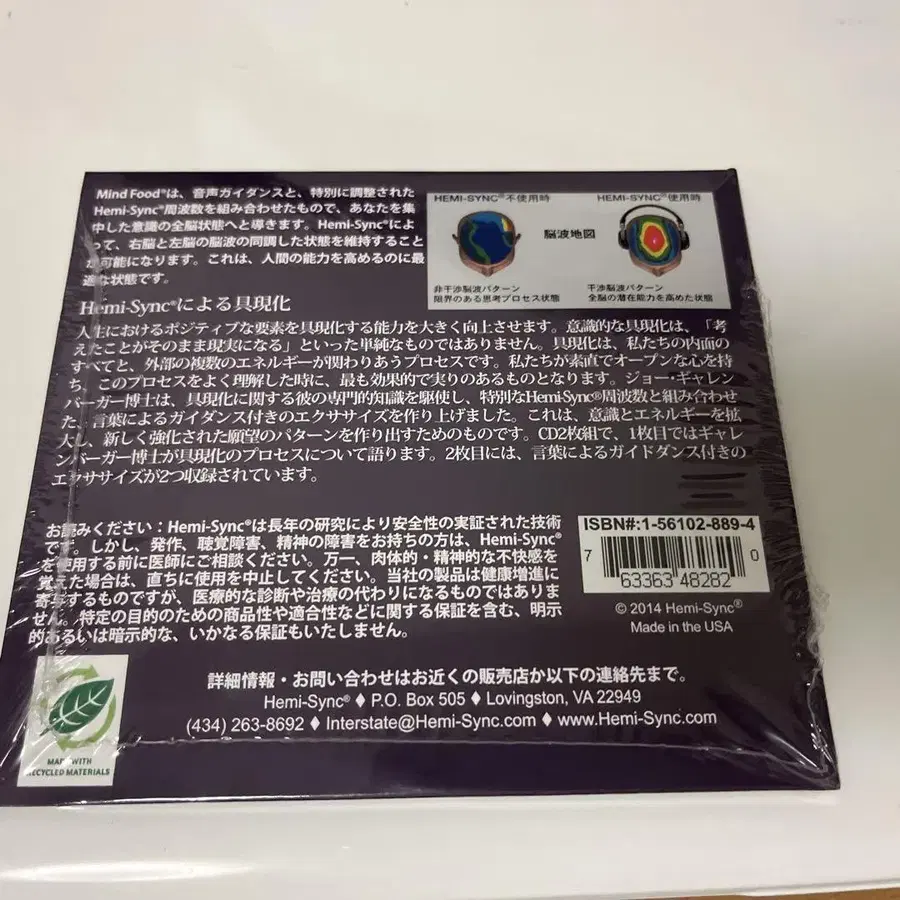 Mind Food®は、音声ガイダンスと、特別に調整された
Hemi-Sync®周波数を組み合わせたもので、あなたを集
中した意識の全脳状態へと導きます。Hemi-Sync®によ
って、右脳と左脳の脳波の同調した状態を維持すること
が可能になります。これは、人間の能力を高めるのに最
適な状態です。
HEMI-SYNC®不使用時
HEMI-SYNC®使用時
脳波地図
非干渉脳波パターン
限界のある思考プロセス状態
干渉脳波パターン
全脳の潜在能力を高めた状態
Hemi-Sync®による具現化
人生におけるポジティブな要素を具現化する能力を大きく向上させます。意識的な具現化は、「考
えたことがそのまま現実になる」といった単純なものではありません。具現化は、私たちの内面の
すべてと、外部の複数のエネルギーが関わりあうプロセスです。私たちが素直でオープンな心を持
ち、このプロセスをよく理解した時に、最も効果的で実りのあるものとなります。ジョー・ギャレン
バーガー博士は、具現化に関する彼の専門的知識を駆使し、特別なHemi-Sync®周波数と組み合わせ
た、言葉によるガイダンス付きのエクササイズを作り上げました。これは、意識とエネルギーを拡
大し、新しく強化された願望のパターンを作り出すためのものです。CD2枚組で、1枚目ではギャレ
ンバーガー博士が具現化のプロセスについて語ります。2枚目には、言葉によるガイドダンス付きの
エクササイズが2つ収録されています。
お読みください：Hemi-Sync®は長年の研究により安全性の実証された技術
です。しかし、発作、聴覚障害、精神の障害をお持ちの方は、Hemi-Sync®
を使用する前に医師にご相談ください。万一、肉体的・精神的な不快感を
覚えた場合は、直ちに使用を中止してください。当社の製品は健康増進に
寄与するものですが、医療的な診断や治療の代わりになるものではありま
せん。特定の目的のための商品性や適合性などに関する保証を含む、明示
的あるいは暗示的な、いかなる保証もいたしません。
ISBN#:1-56102-889-4
7 63363 48282 0
© 2014 Hemi-Sync®
Made in the USA
詳細情報・お問い合わせはお近くの販売店か以下の連絡先まで。
Hemi-Sync® ♦ P.O. Box 505 ♦ Lovingston, VA 22949
(434) 263-8692 ♦ Interstate@Hemi-Sync.com ♦ www.Hemi-Sync.com
MADE WITH
RECYCLED MATERIALS